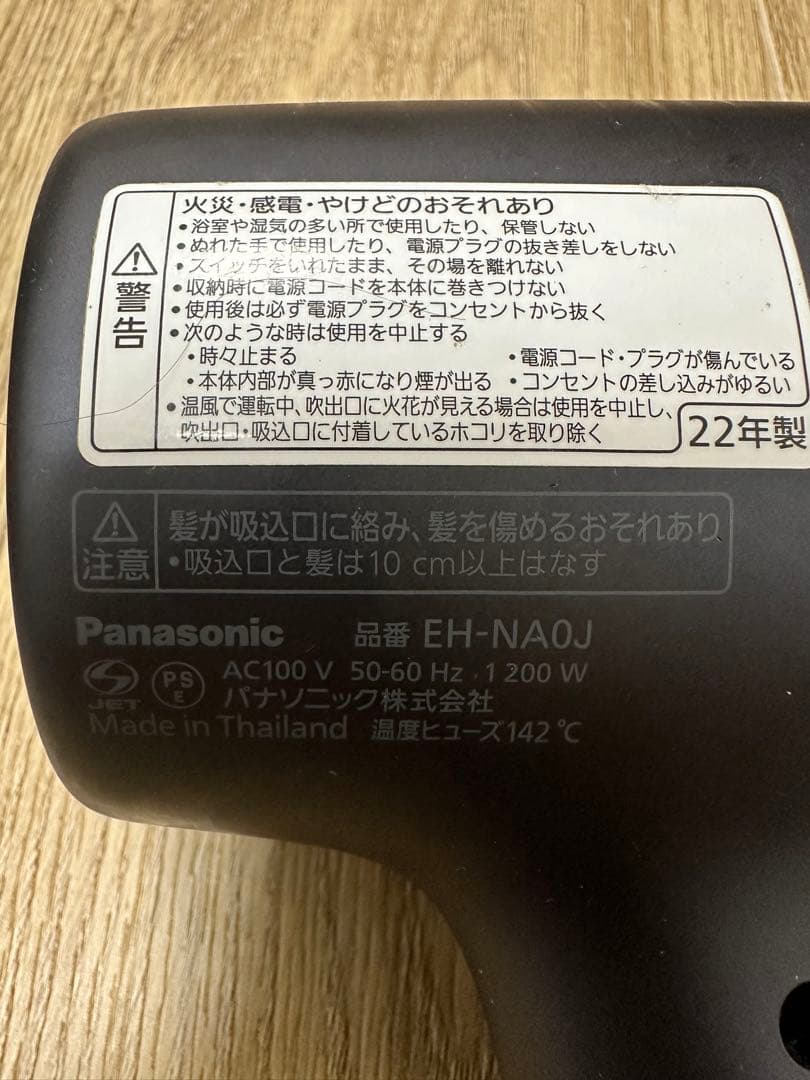 火災・感電・やけどのおそれあり
・浴室や湿気の多い所で使用したり、保管しない
・ぬれた手で使用したり、電源プラグの抜き差しをしない
・スイッチをいれたまま、その場を離れない
・収納時に電源コードを本体に巻きつけない
・使用後は必ず電源プラグをコンセントから抜く
・次のような時は使用を中止する
・時々止まる ・電源コード・プラグが傷んでいる
・本体内部が真っ赤になり煙が出る ・コンセントの差し込みがゆるい
・温風で運転中、吹出口に火花が見える場合は使用を中止し、
吹出口・吸込口に付着しているホコリを取り除く
警告
22年製
注意
髪が吸込口に絡み、髪を傷めるおそれあり
・吸込口と髪は10 cm以上はなす
Panasonic 品番 EH-NA0J
JET
PS
E
AC100 V 50-60 Hz 1 200 W
パナソニック株式会社
Made in Thailand 温度ヒューズ142 ℃